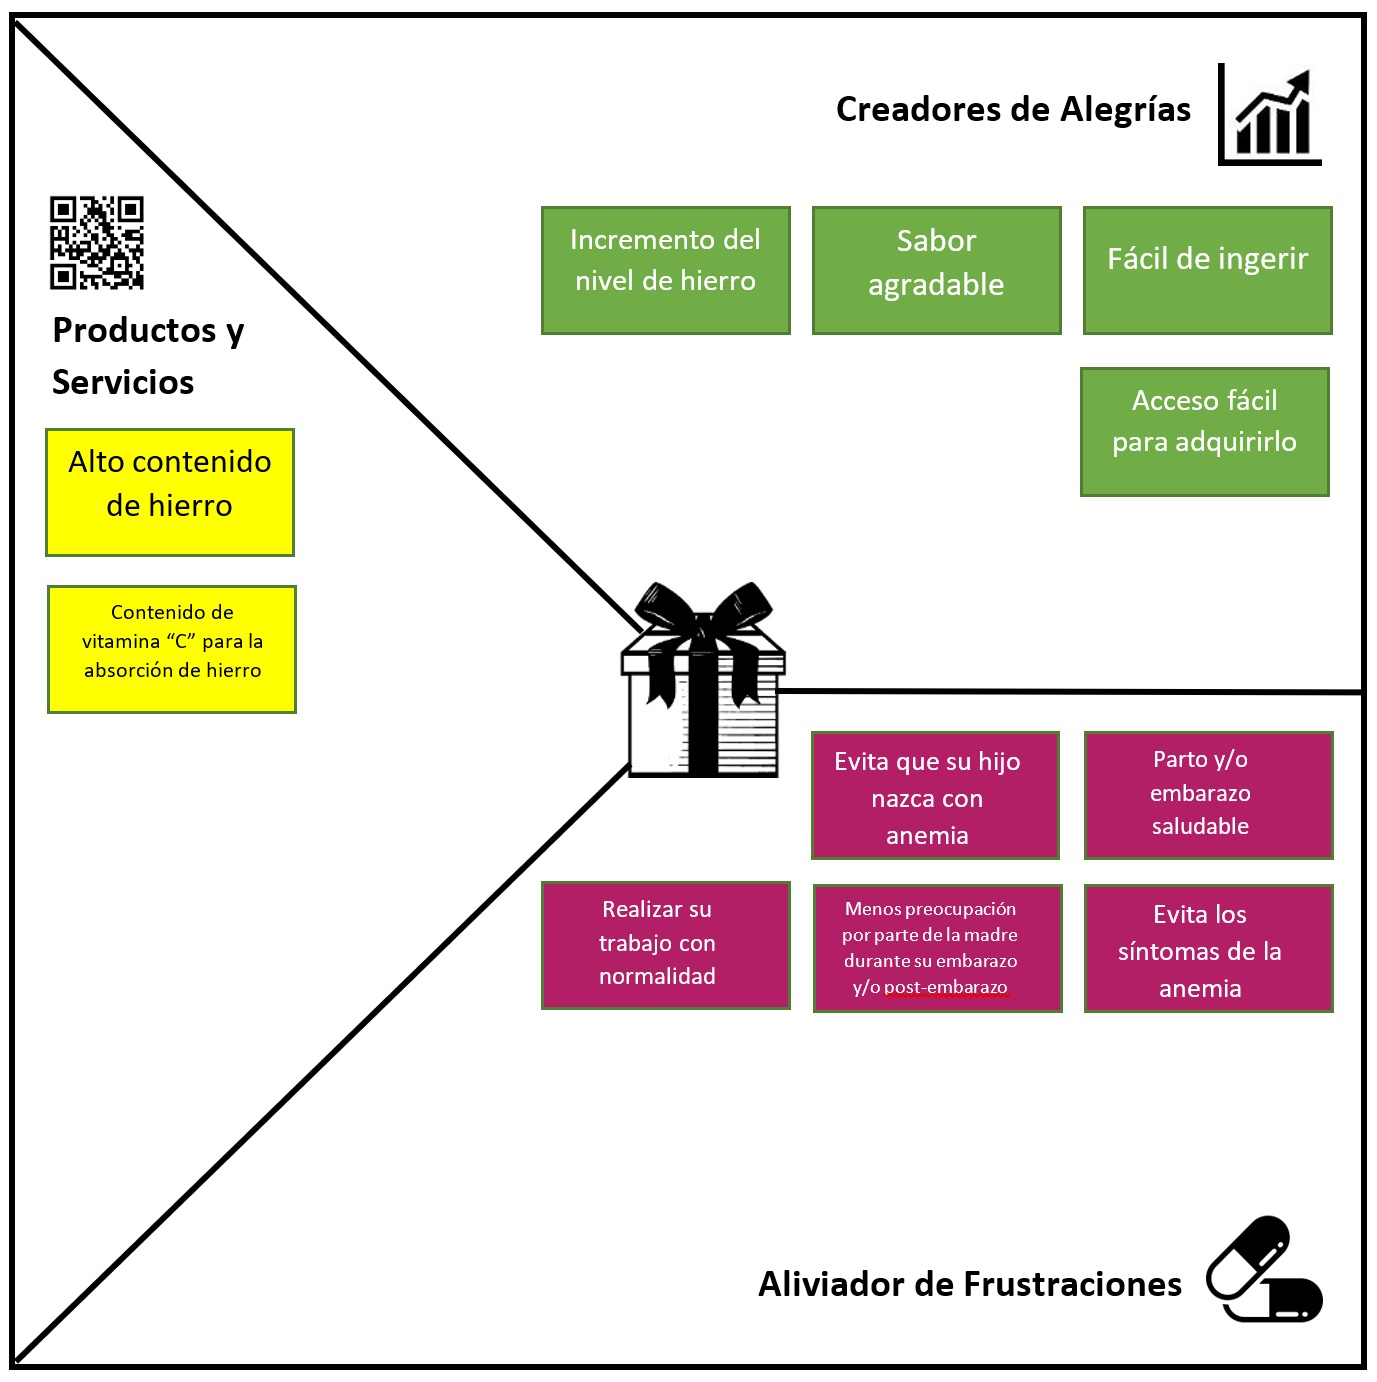 Creadores de Alegrías
Incremento del
nivel de hierro
Sabor
agradable
Fácil de ingerir
Acceso fácil
para adquirirlo
Productos y
Servicios
Alto contenido
de hierro
Contenido de
vitamina “C” para la
absorción de hierro
Evita que su hijo
nazca con
anemia
Parto y/o
embarazo
saludable
Realizar su
trabajo con
normalidad
Menos preocupación
por parte de la madre
durante su embarazo
y/o post-embarazo
Evita los
síntomas de la
anemia
Aliviador de Frustraciones